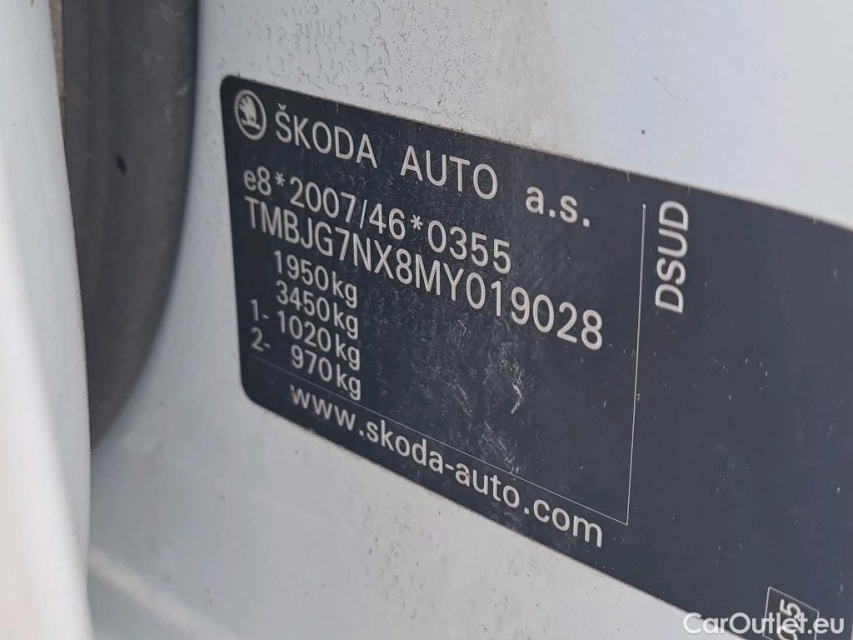 ŠKODA AUTO a.s.
e8*2007/46*0355
TMBJG7NX8MY019028
1950kg
3450kg
1- 1020kg
2- 970kg
www.skoda-auto.com
DSUD
CarOutlet.eu